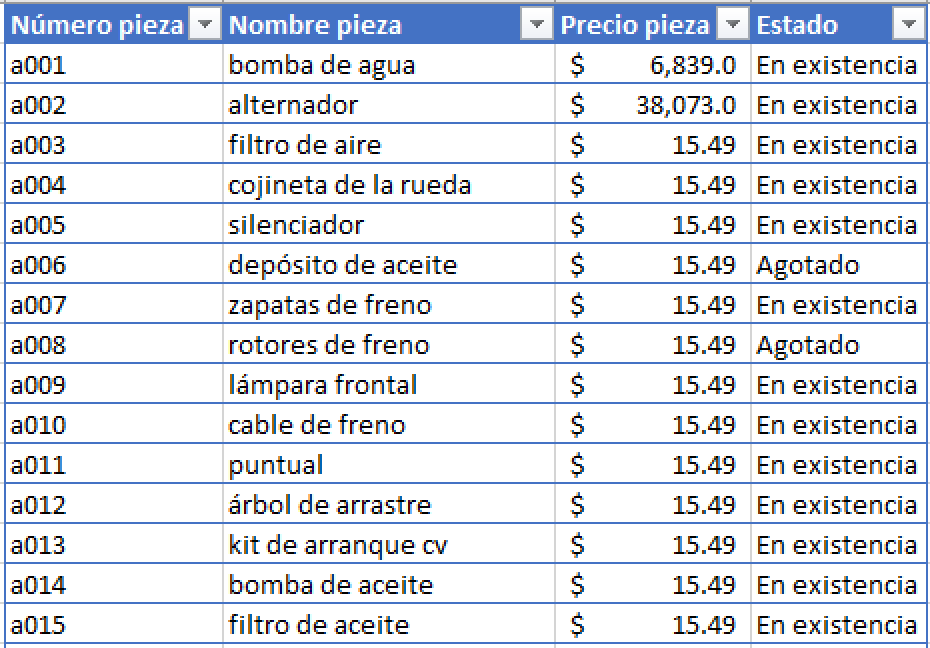 Número pieza Nombre pieza Precio pieza Estado
a001 bomba de agua $ 6,839.0 En existencia
a002 alternador $ 38,073.0 En existencia
a003 filtro de aire $ 15.49 En existencia
a004 cojineta de la rueda $ 15.49 En existencia
a005 silenciador $ 15.49 En existencia
a006 depósito de aceite $ 15.49 Agotado
a007 zapatas de freno $ 15.49 En existencia
a008 rotores de freno $ 15.49 Agotado
a009 lámpara frontal $ 15.49 En existencia
a010 cable de freno $ 15.49 En existencia
a011 puntual $ 15.49 En existencia
a012 árbol de arrastre $ 15.49 En existencia
a013 kit de arranque cv $ 15.49 En existencia
a014 bomba de aceite $ 15.49 En existencia
a015 filtro de aceite $ 15.49 En existencia